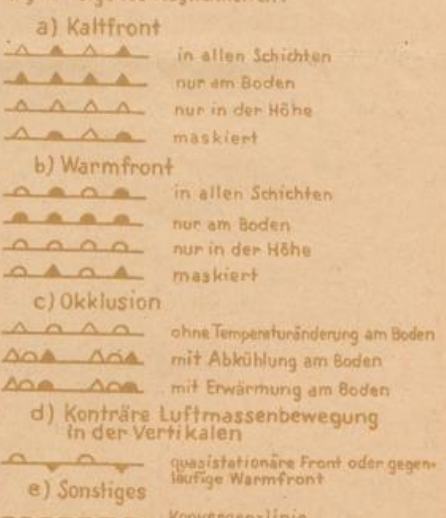 a) Kaltfront
in allen Schichten
nur am Boden
nur in der Höhe
maskiert
b) Warmfront
in allen Schichten
nur am Boden
nur in der Höhe
maskiert
c) Okklusion
ohne Temperaturänderung am Boden
mit Abkühlung am Boden
mit Erwärmung am Boden
d) Konträre Luftmassenbewegung
in der Vertikalen
quasistationäre Front oder gegen-
läufige Warmfront
e) Sonstiges